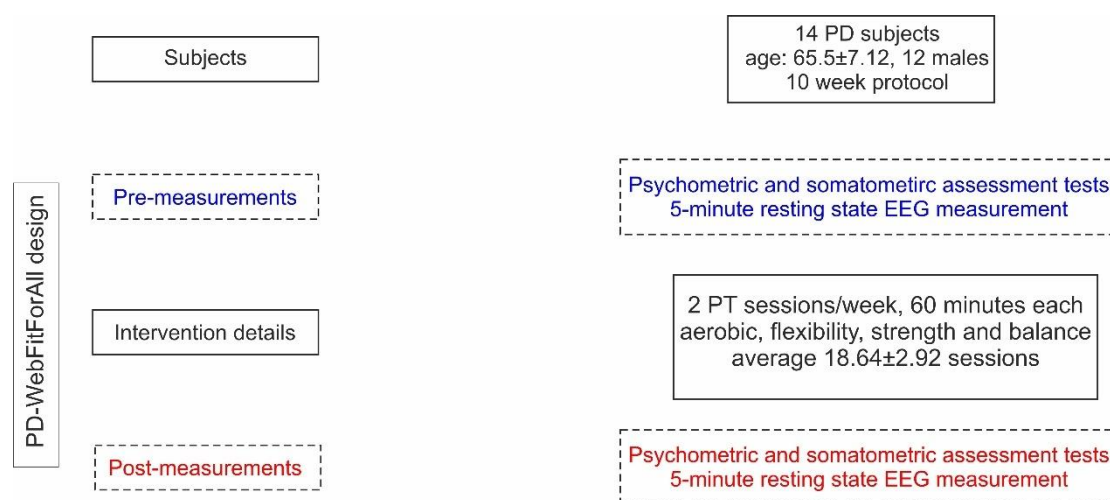 PD-WebFitForAll design
Subjects
14 PD subjects
age: 65.5±7.12, 12 males
10 week protocol
Pre-measurements
Psychometric and somatometirc assessment tests
5-minute resting state EEG measurement
Intervention details
2 PT sessions/week, 60 minutes each
aerobic, flexibility, strength and balance
average 18.64±2.92 sessions
Post-measurements
Psychometric and somatometric assessment tests
5-minute resting state EEG measurement